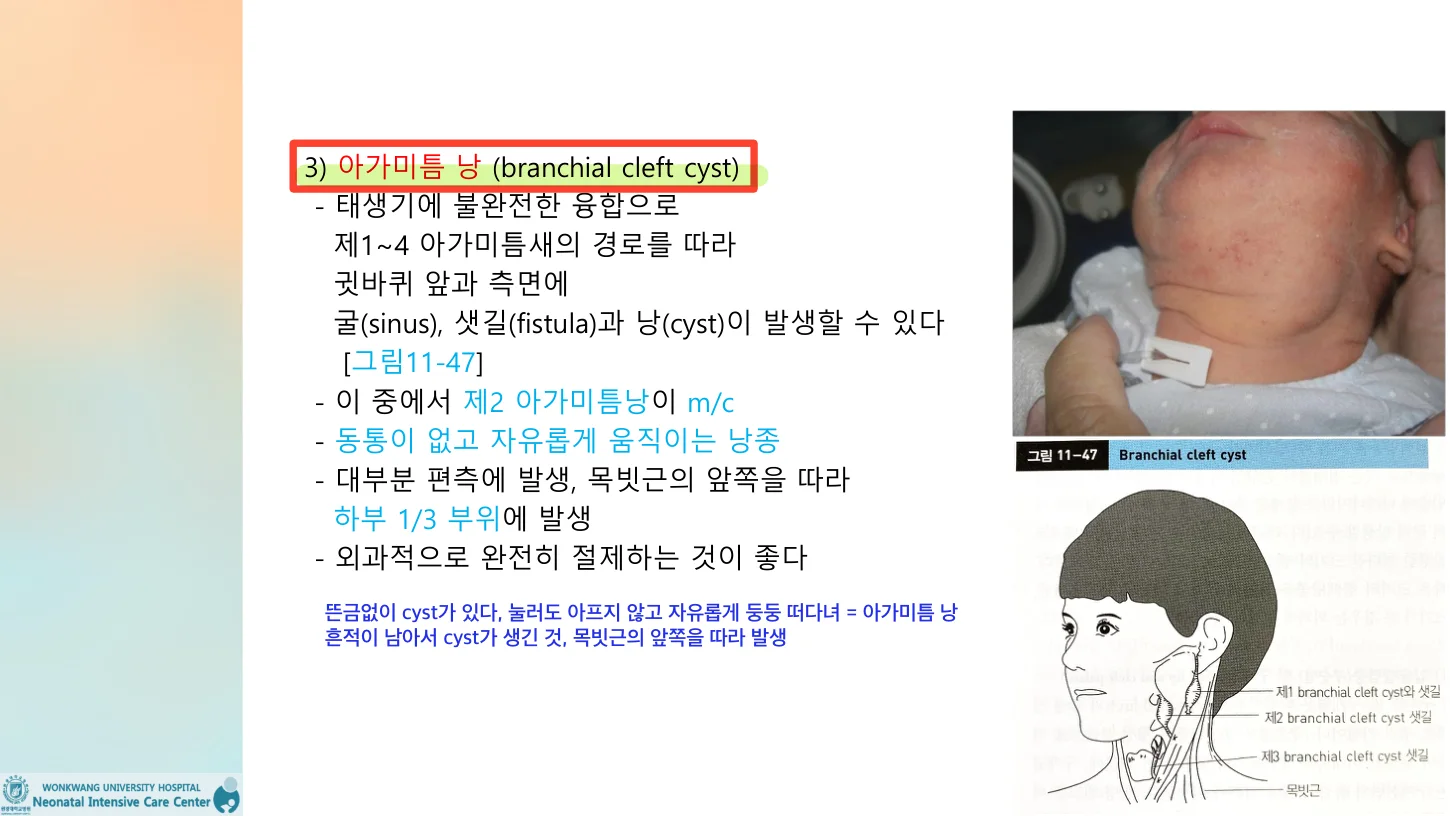 3) 아가미틈 낭 (branchial cleft cyst)
- 태생기에 불완전한 융합으로
제1~4 아가미틈새의 경로를 따라
귓바퀴 앞과 측면에
굴(sinus), 샛길(fistula)과 낭(cyst)이 발생할 수 있다
[그림11-47]
- 이 중에서 제2 아가미틈낭이 m/c
- 동통이 없고 자유롭게 움직이는 낭종
- 대부분 편측에 발생, 목빗근의 앞쪽을 따라
하부 1/3 부위에 발생
- 외과적으로 완전히 절제하는 것이 좋다
뜬금없이 cyst가 있다, 눌러도 아프지 않고 자유롭게 둥둥 떠다녀 = 아가미틈 낭
흔적이 남아서 cyst가 생긴 것, 목빗근의 앞쪽을 따라 발생
그림 11-47 Branchial cleft cyst
제1 branchial cleft cyst와 샛길
제2 branchial cleft cyst 샛길
제3 branchial cleft cyst 샛길
목빗근
WONKWANG UNIVERSITY HOSPITAL
Neonatal Intensive Care Center